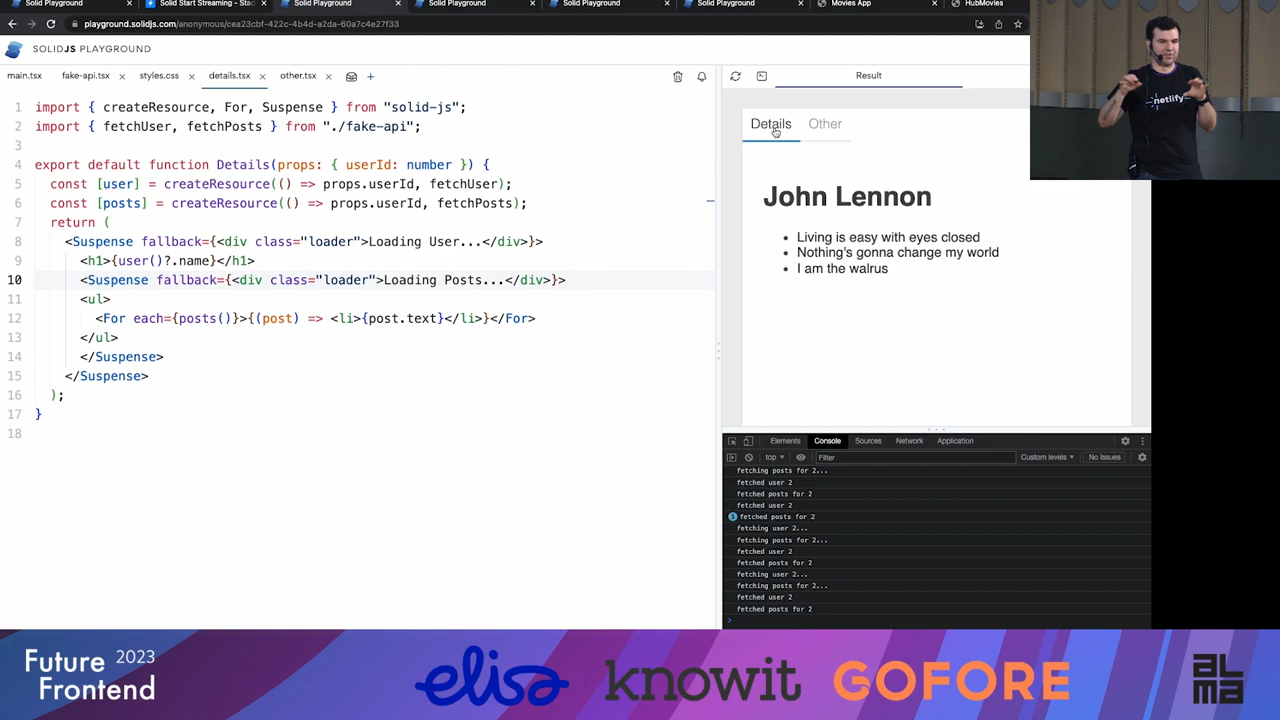 Solid Playground
Solid Start Streaming - Stac
Solid Playground
Solid Playground
Solid Playground
Solid Playground
Movies App
HubMovies
playground.solidjs.com/anonymous/cea23cbf-422c-4b4d-a2da-60a7c4e27f33
SOLIDJS PLAYGROUND
main.tsx
fake-api.tsx
styles.css
details.tsx
other.tsx
Result
1 import { createResource, For, Suspense } from "solid-js";
2 import { fetchUser, fetchPosts } from "./fake-api";
3
4 export default function Details(props: { userId: number }) {
5 const [user] = createResource(() => props.userId, fetchUser);
6 const [posts] = createResource(() => props.userId, fetchPosts);
7 return (
8 <Suspense fallback={<div class="loader">Loading User...</div>}>
9 <h1>{user()?.name}</h1>
10 <Suspense fallback={<div class="loader">Loading Posts...</div>}>
11 <ul>
12 <For each={posts()}>{(post) => <li>{post.text}</li>}</For>
13 </ul>
14 </Suspense>
15 </Suspense>
16 );
17 }
18
Details
Other
John Lennon
• Living is easy with eyes closed
• Nothing's gonna change my world
• I am the walrus
Elements
Console
Sources
Network
Application
top
Filter
Custom levels
No Issues
fetching posts for 2...
fetched user 2
fetched posts for 2
fetched user 2
3 fetched posts for 2
fetching user 2...
fetching posts for 2...
fetched user 2
fetched posts for 2
fetching user 2...
fetching posts for 2...
fetched user 2
fetched posts for 2
>
netlify
Future 2023
Frontend
elisa
knowit
GOFORE
ALMA